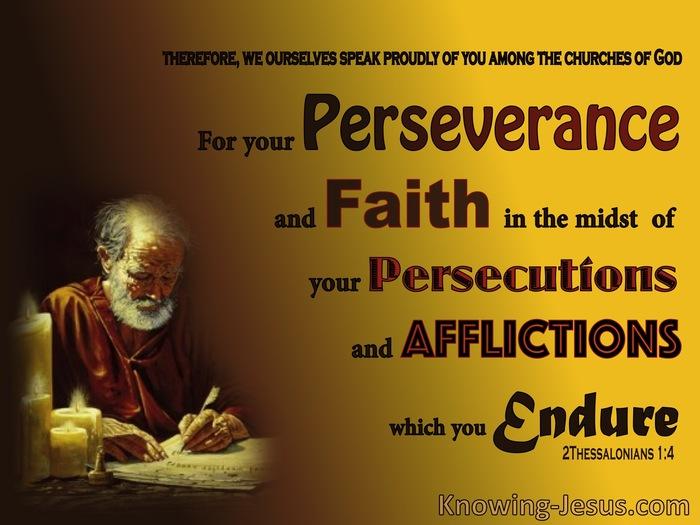 therefore, we ourselves speak proudly of you among the churches of God
For your Perseverance
and Faith in the midst of
your Persecutions
and AFFLICTIONS
which you Endure
2Thessalonians 1:4
Knowing-Jesus.com